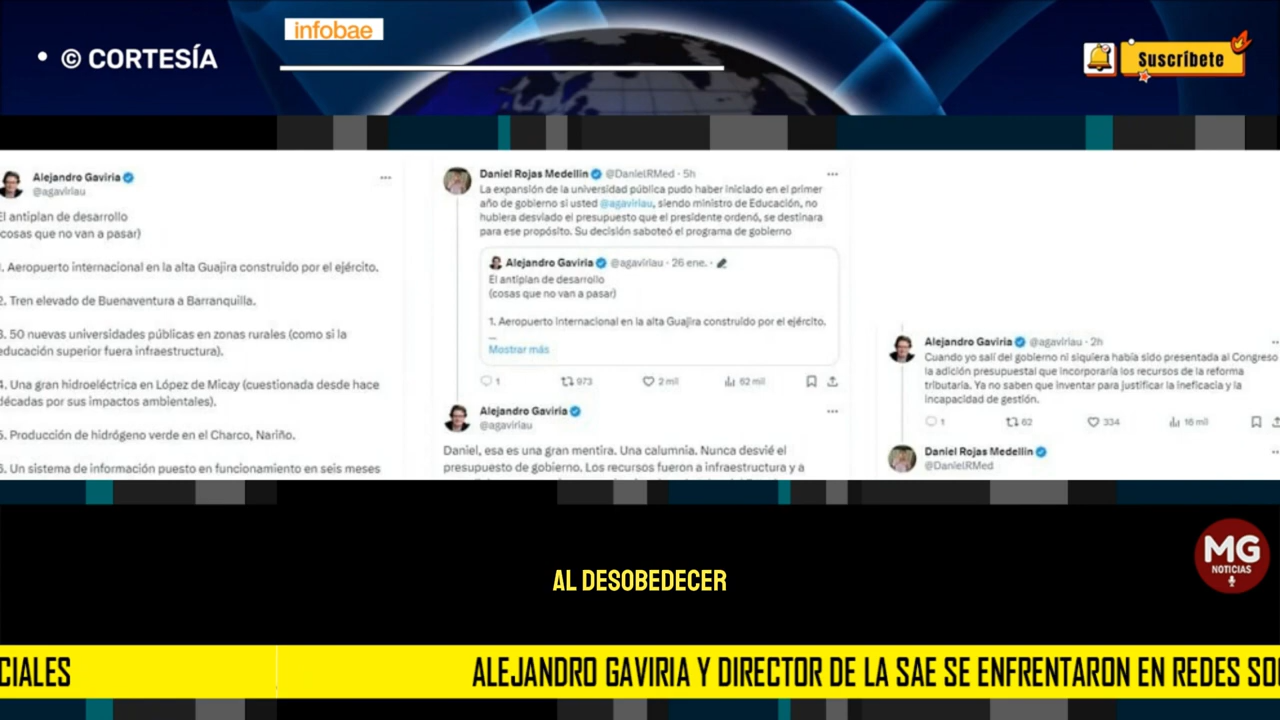 • © CORTESÍA
infobae
Suscríbete
Alejandro Gaviria
@agaviriau
El antiplan de desarrollo
(cosas que no van a pasar)
1. Aeropuerto internacional en la alta Guajira construido por el ejército.
2. Tren elevado de Buenaventura a Barranquilla.
3. 50 nuevas universidades públicas en zonas rurales (como si la
educación superior fuera infraestructura).
4. Una gran hidroeléctrica en López de Micay (cuestionada desde hace
décadas por sus impactos ambientales).
5. Producción de hidrógeno verde en el Charco, Nariño.
6. Un sistema de información puesto en funcionamiento en seis meses
Daniel Rojas Medellín @DanielRMed · 5h
La expansión de la universidad pública pudo haber iniciado en el primer
año de gobierno si usted @agaviriau, siendo ministro de Educación, no
hubiera desviado el presupuesto que el presidente ordenó, se destinara
para ese propósito. Su decisión saboteó el programa de gobierno
Alejandro Gaviria @agaviriau · 26 ene. ·
El antiplan de desarrollo
(cosas que no van a pasar)
1. Aeropuerto internacional en la alta Guajira construido por el ejército.
...
Mostrar más
1 973 2 mil 62 mil
Alejandro Gaviria
@agaviriau
Daniel, esa es una gran mentira. Una calumnia. Nunca desvié el
presupuesto de gobierno. Los recursos fueron a infraestructura y a
Alejandro Gaviria @agaviriau · 2h
Cuando yo salí del gobierno ni siquiera había sido presentada al Congreso
la adición presupuestal que incorporaría los recursos de la reforma
tributaria. Ya no saben que inventar para justificar la ineficacia y la
incapacidad de gestión.
1 62 334 16 mil
Daniel Rojas Medellín
@DanielRMed
AL DESOBEDECER
MG
NOTICIAS
CIALES ALEJANDRO GAVIRIA Y DIRECTOR DE LA SAE SE ENFRENTARON EN REDES SO